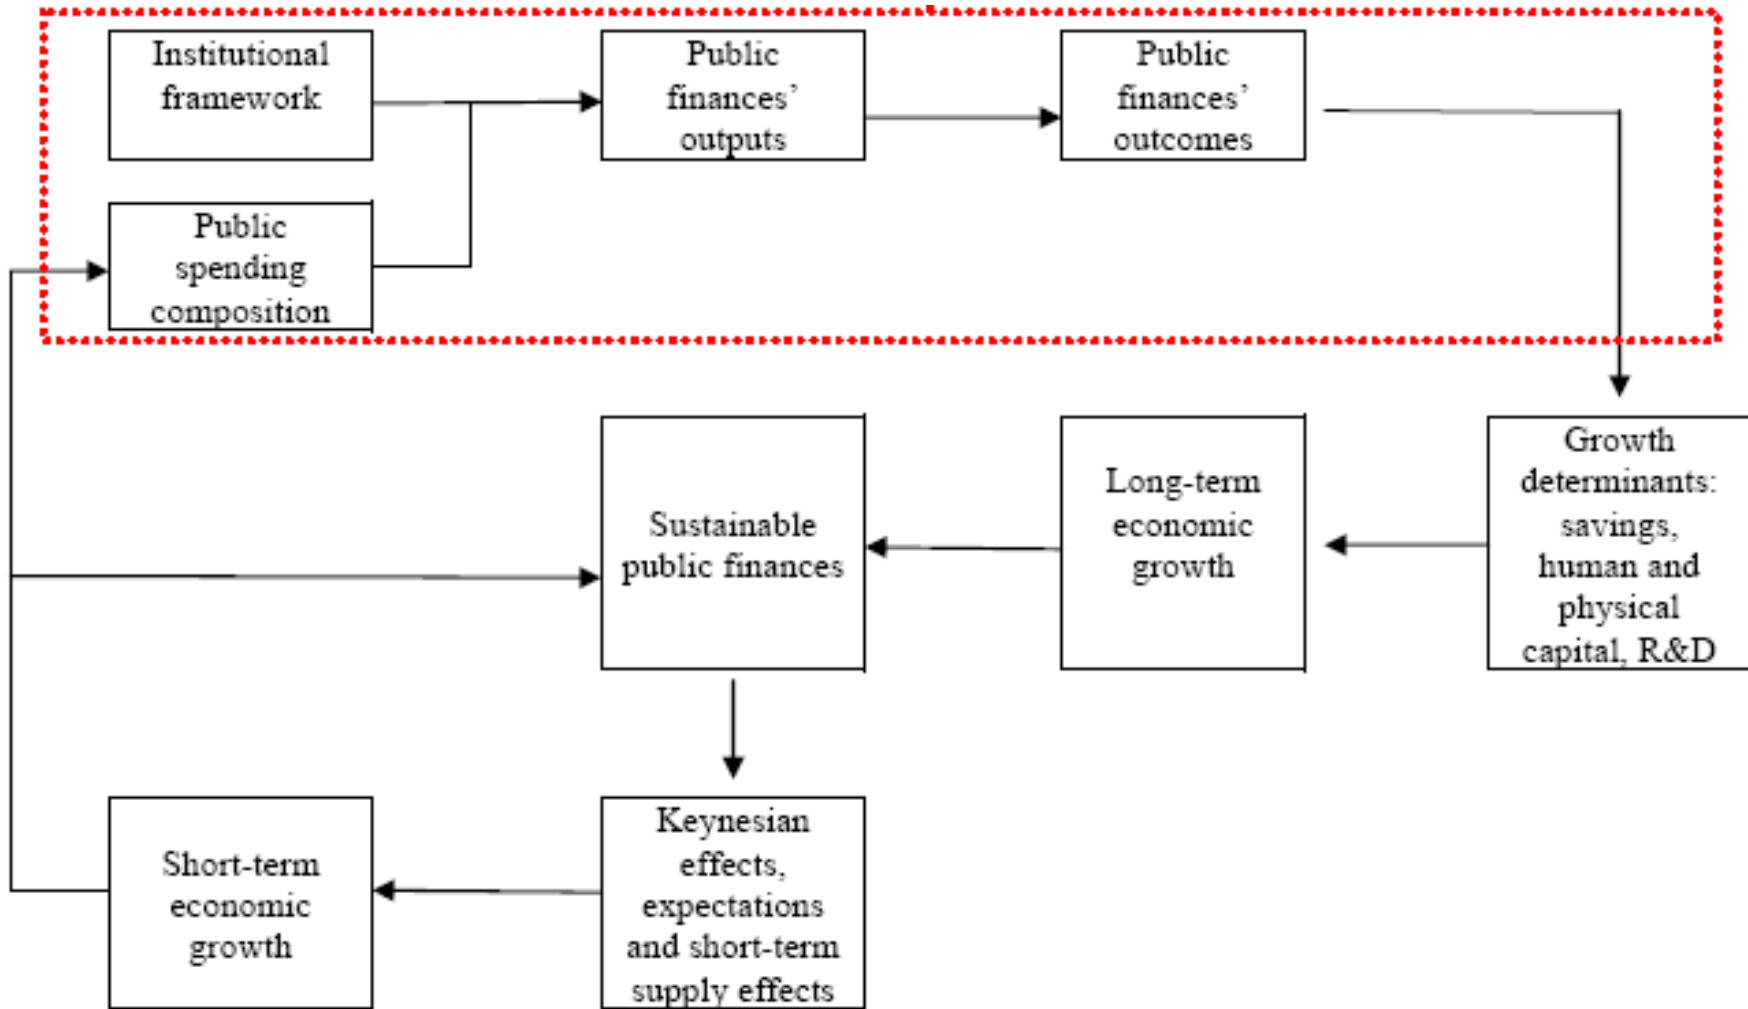 Institutional
framework
Public
finances’
outputs
Public
finances’
outcomes
Public
spending
composition
Sustainable
public finances
Long-term
economic
growth
Growth
determinants:
savings,
human and
physical
capital, R&D
Short-term
economic
growth
Keynesian
effects,
expectations
and short-term
supply effects